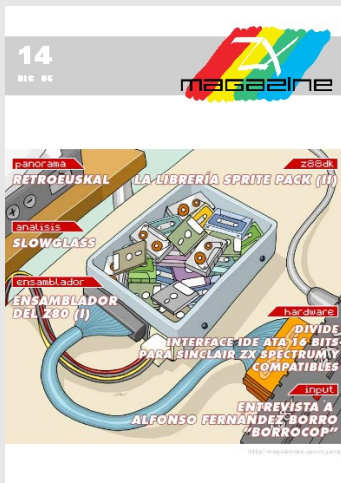 14
DIC 06
ZX
magazine
panorama
RETROEUSKAL
z88dk
LA LIBRERÍA SPRITE PACK (II)
analisis
SLOWGLASS
ensamblador
ENSAMBLADOR
DEL Z80 (I)
hardware
DIVIDE
INTERFACE IDE ATA 16 BITS
PARA SINCLAIR ZX SPECTRUM Y
COMPATIBLES
input
ENTREVISTA A
ALFONSO FERNÁNDEZ BORRO
"BORROCOP"